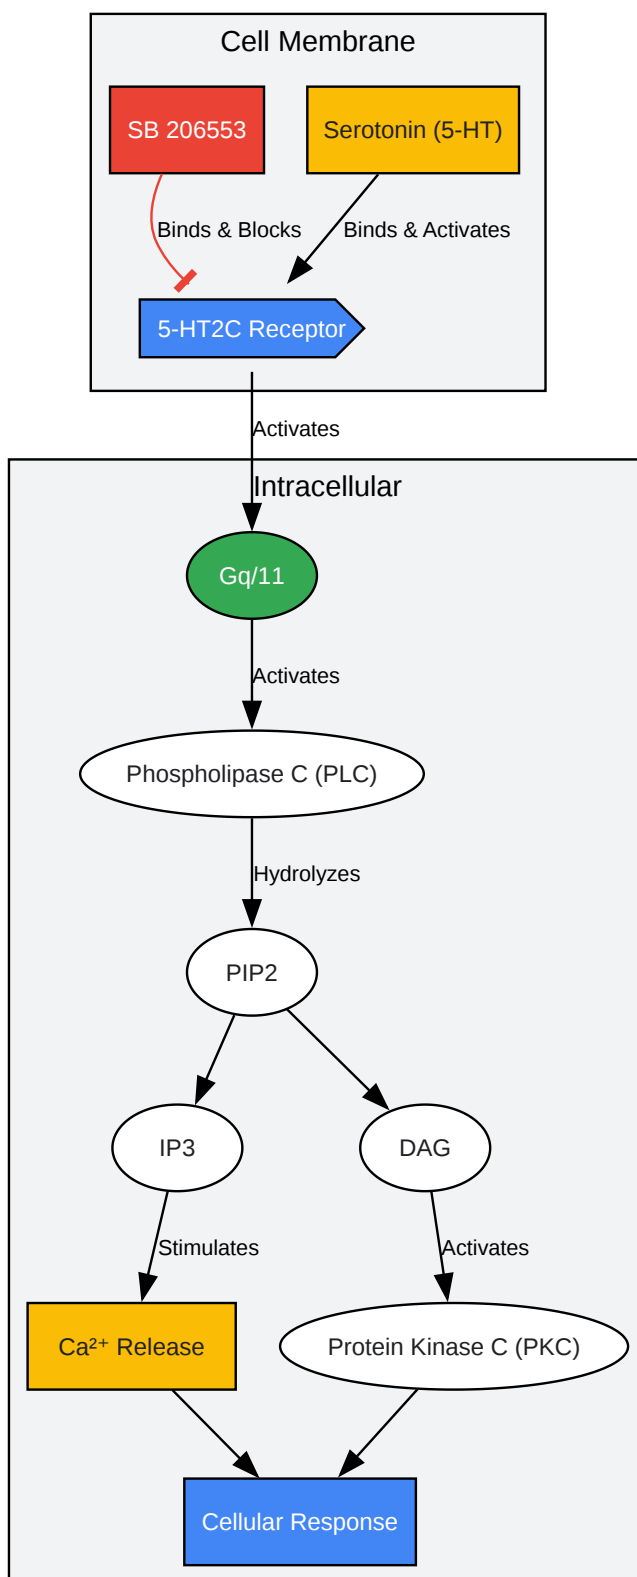 Cell Membrane
SB 206553
Serotonin (5-HT)
Binds & Blocks
Binds & Activates
5-HT2C Receptor
Activates
Intracellular
Gq/11
Activates
Phospholipase C (PLC)
Hydrolyzes
PIP2
IP3
DAG
Stimulates
Activates
Ca²⁺ Release
Protein Kinase C (PKC)
Cellular Response